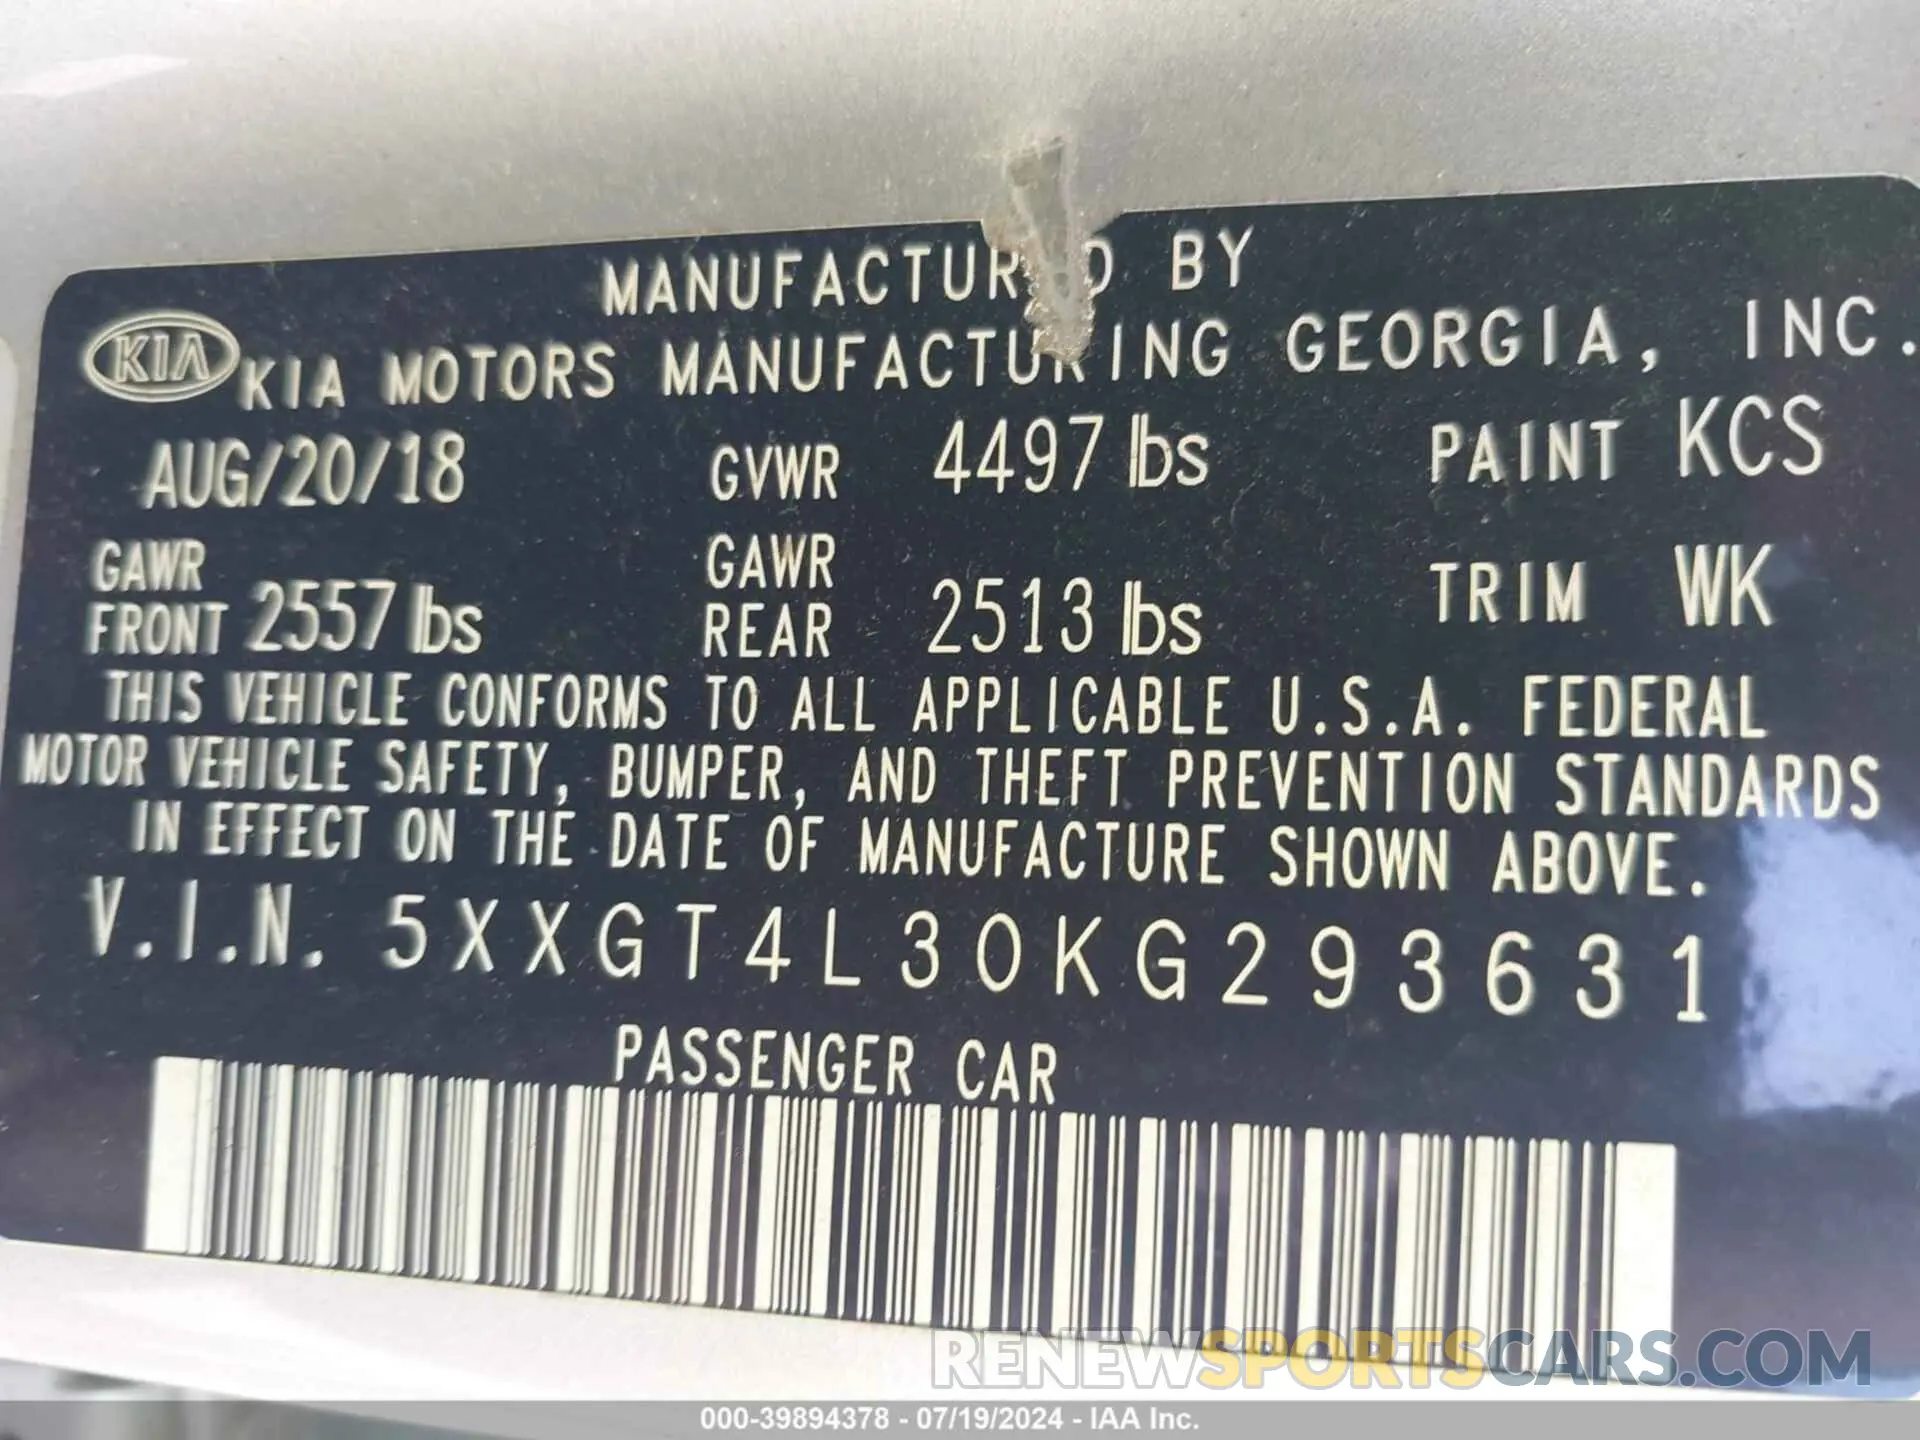 MANUFACTURED BY
KIA KIA MOTORS MANUFACTURING GEORGIA, INC.
AUG/20/18 GVWR 4497 lbs PAINT KCS
GAWR FRONT 2557 lbs GAWR REAR 2513 lbs TRIM WK
THIS VEHICLE CONFORMS TO ALL APPLICABLE U.S.A. FEDERAL
MOTOR VEHICLE SAFETY, BUMPER, AND THEFT PREVENTION STANDARDS
IN EFFECT ON THE DATE OF MANUFACTURE SHOWN ABOVE.
V.I.N. 5XXGT4L30KG293631
PASSENGER CAR
RENEWSPORTSCARS.COM
000-39894378 - 07/19/2024 - IAA Inc.